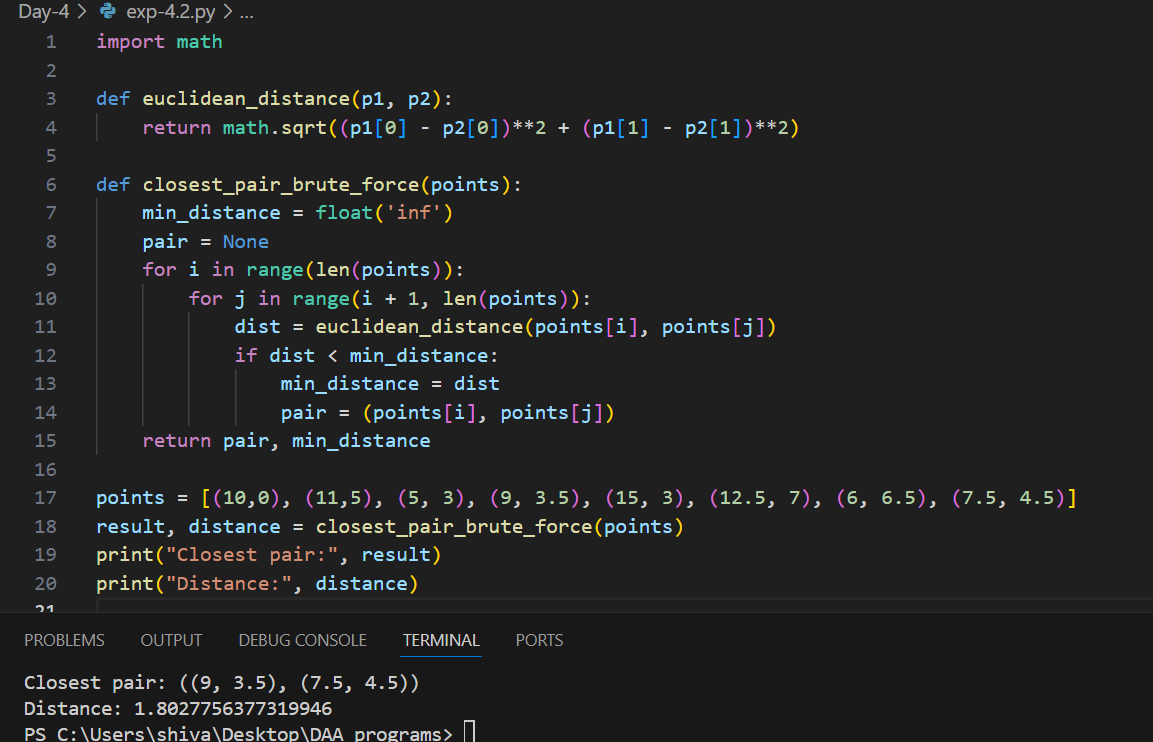 Day-4 > exp-4.2.py > ...
1 import math
2
3 def euclidean_distance(p1, p2):
4     return math.sqrt((p1[0] - p2[0])**2 + (p1[1] - p2[1])**2)
5
6 def closest_pair_brute_force(points):
7     min_distance = float('inf')
8     pair = None
9     for i in range(len(points)):
10         for j in range(i + 1, len(points)):
11             dist = euclidean_distance(points[i], points[j])
12             if dist < min_distance:
13                 min_distance = dist
14                 pair = (points[i], points[j])
15     return pair, min_distance
16
17 points = [(10,0), (11,5), (5, 3), (9, 3.5), (15, 3), (12.5, 7), (6, 6.5), (7.5, 4.5)]
18 result, distance = closest_pair_brute_force(points)
19 print("Closest pair:", result)
20 print("Distance:", distance)
21
PROBLEMS OUTPUT DEBUG CONSOLE TERMINAL PORTS
Closest pair: ((9, 3.5), (7.5, 4.5))
Distance: 1.8027756377319946
PS C:\Users\shiva\Desktop\DAA programs>